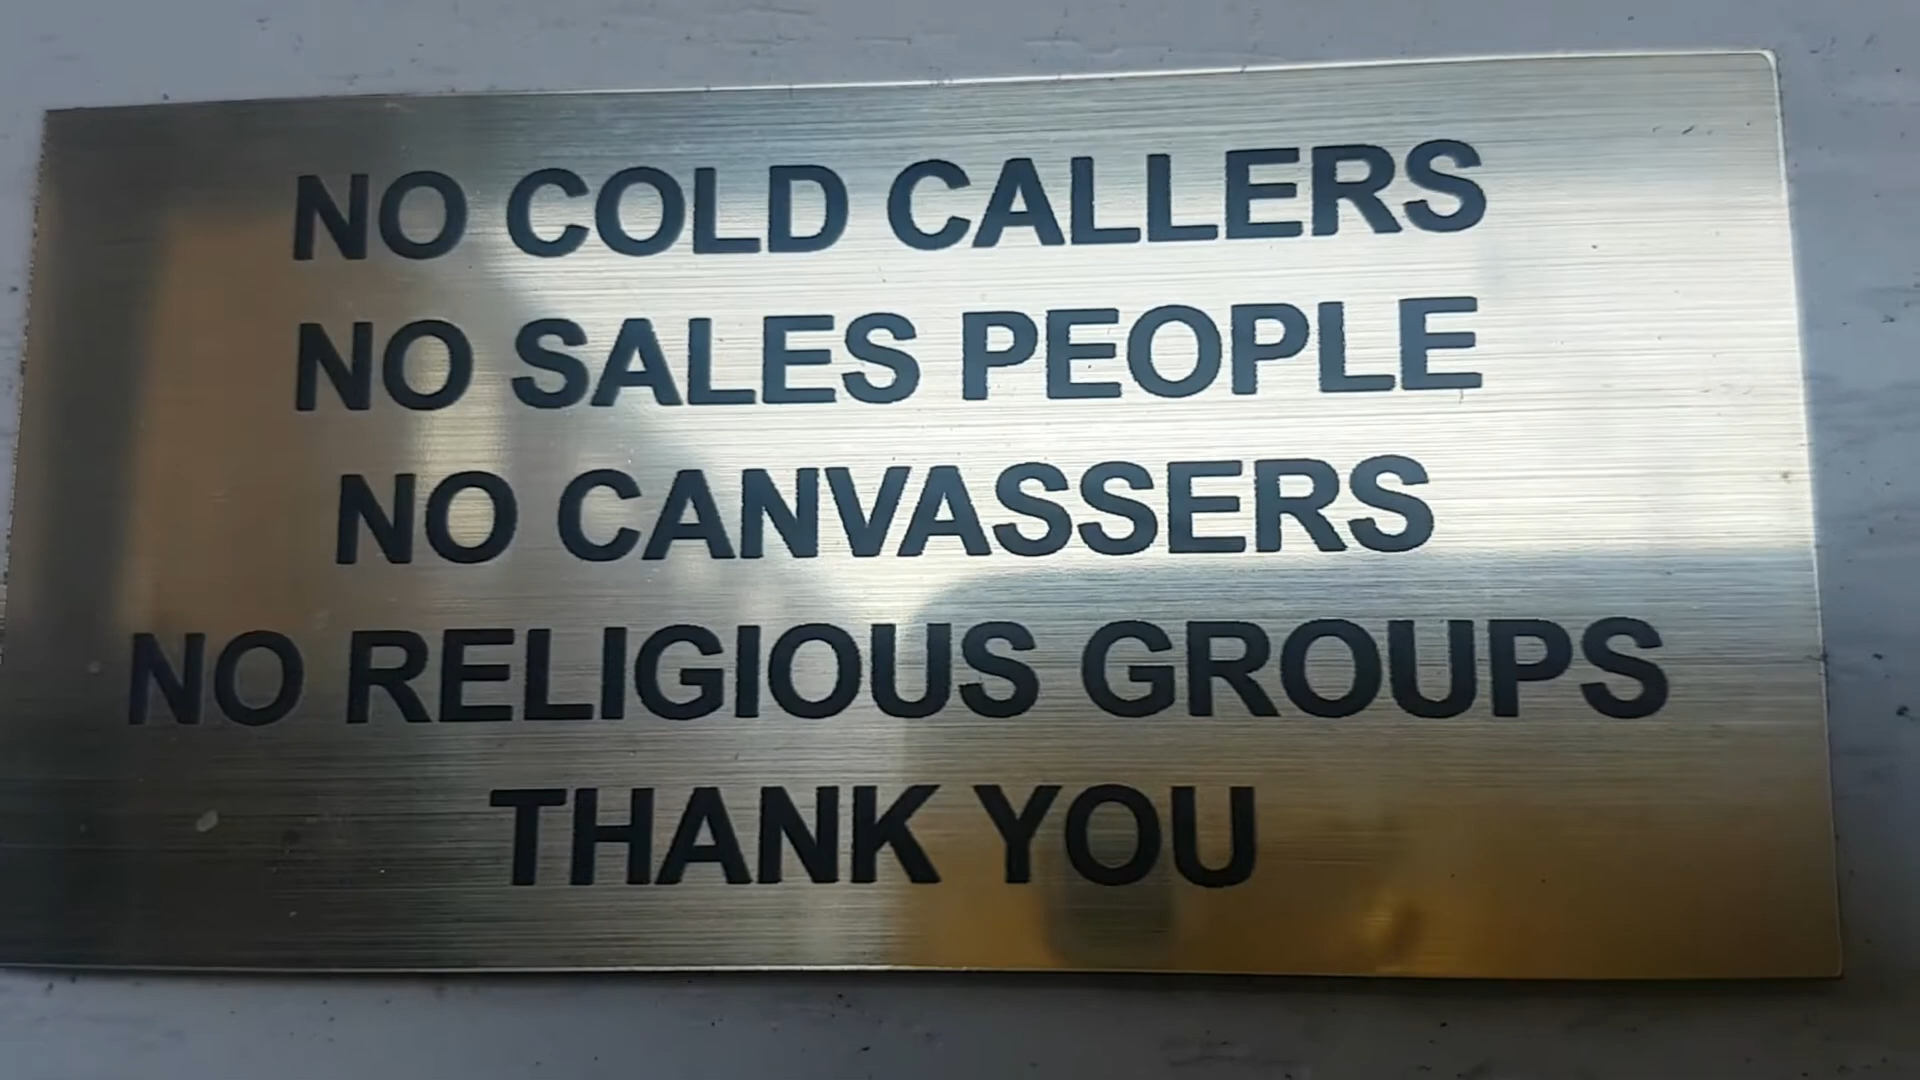 NO COLD CALLERS
NO SALES PEOPLE
NO CANVASSERS
NO RELIGIOUS GROUPS
THANK YOU